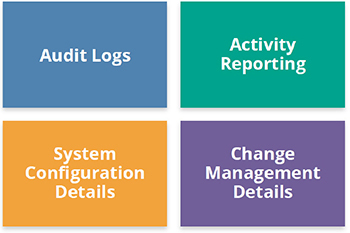 Audit Logs
Activity
Reporting
System
Configuration
Details
Change
Management
Details